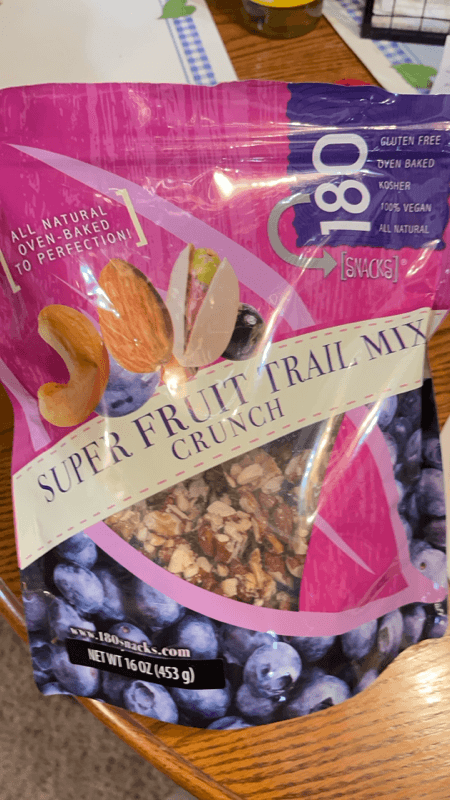 180
[SNACKS]®
GLUTEN FREE
OVEN BAKED
KOSHER
100% VEGAN
ALL NATURAL
[ALL NATURAL
OVEN-BAKED
TO PERFECTION!]
SUPER FRUIT TRAIL MIX
CRUNCH
www.180snacks.com
NET WT 16 OZ (453 g)